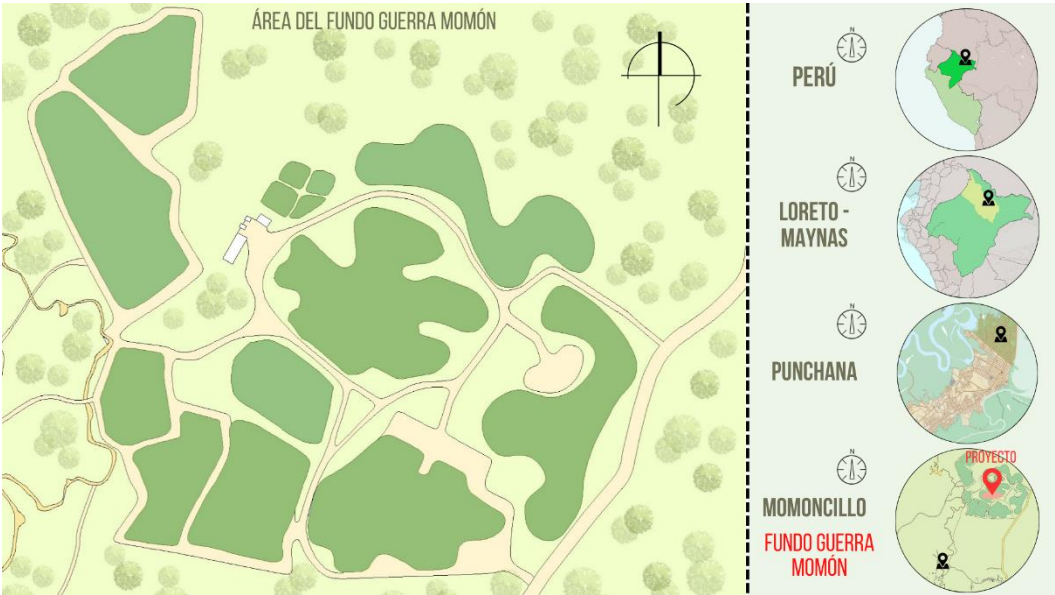 ÁREA DEL FUNDO GUERRA MOMÓN
N
PERÚ
N
LORETO -
MAYNAS
N
PUNCHANA
N
PROYECTO
MOMONCILLO
FUNDO GUERRA
MOMÓN